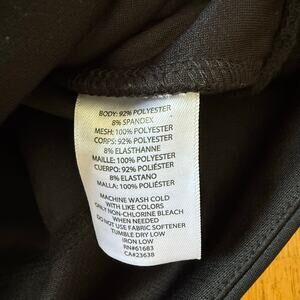 BODY: 92% POLYESTER
8% SPANDEX
MESH: 100% POLYESTER
CORPS: 92% POLYESTER
8% ELASTHANNE
MAILLE: 100% POLYESTER
CUERPO: 92% POLIÉSTER
8% ELASTANO
MALLA: 100% POLIÉSTER
MACHINE WASH COLD
WITH LIKE COLORS
ONLY NON-CHLORINE BLEACH
WHEN NEEDED
DO NOT USE FABRIC SOFTENER
TUMBLE DRY LOW
IRON LOW
RN#61683
CA#23638